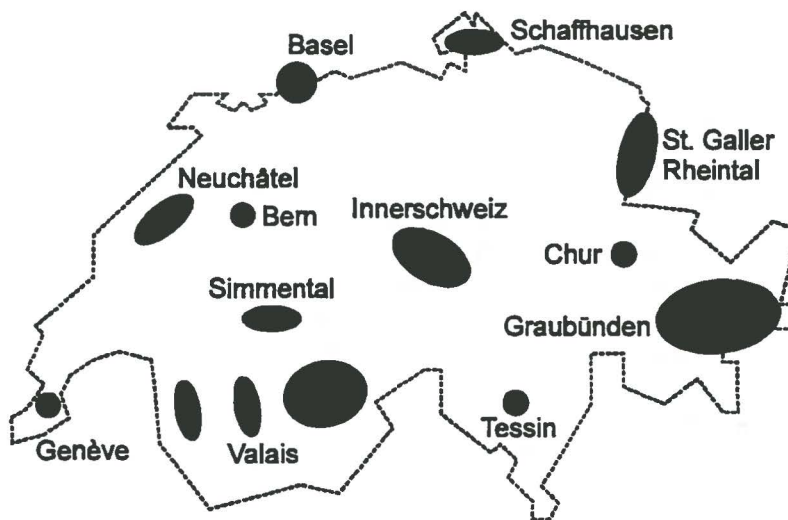 Schaffhausen
Basel
St. Galler
Rheintal
Neuchâtel
Bern
Innerschweiz
Chur
Simmental
Graubünden
Genève
Valais
Tessin